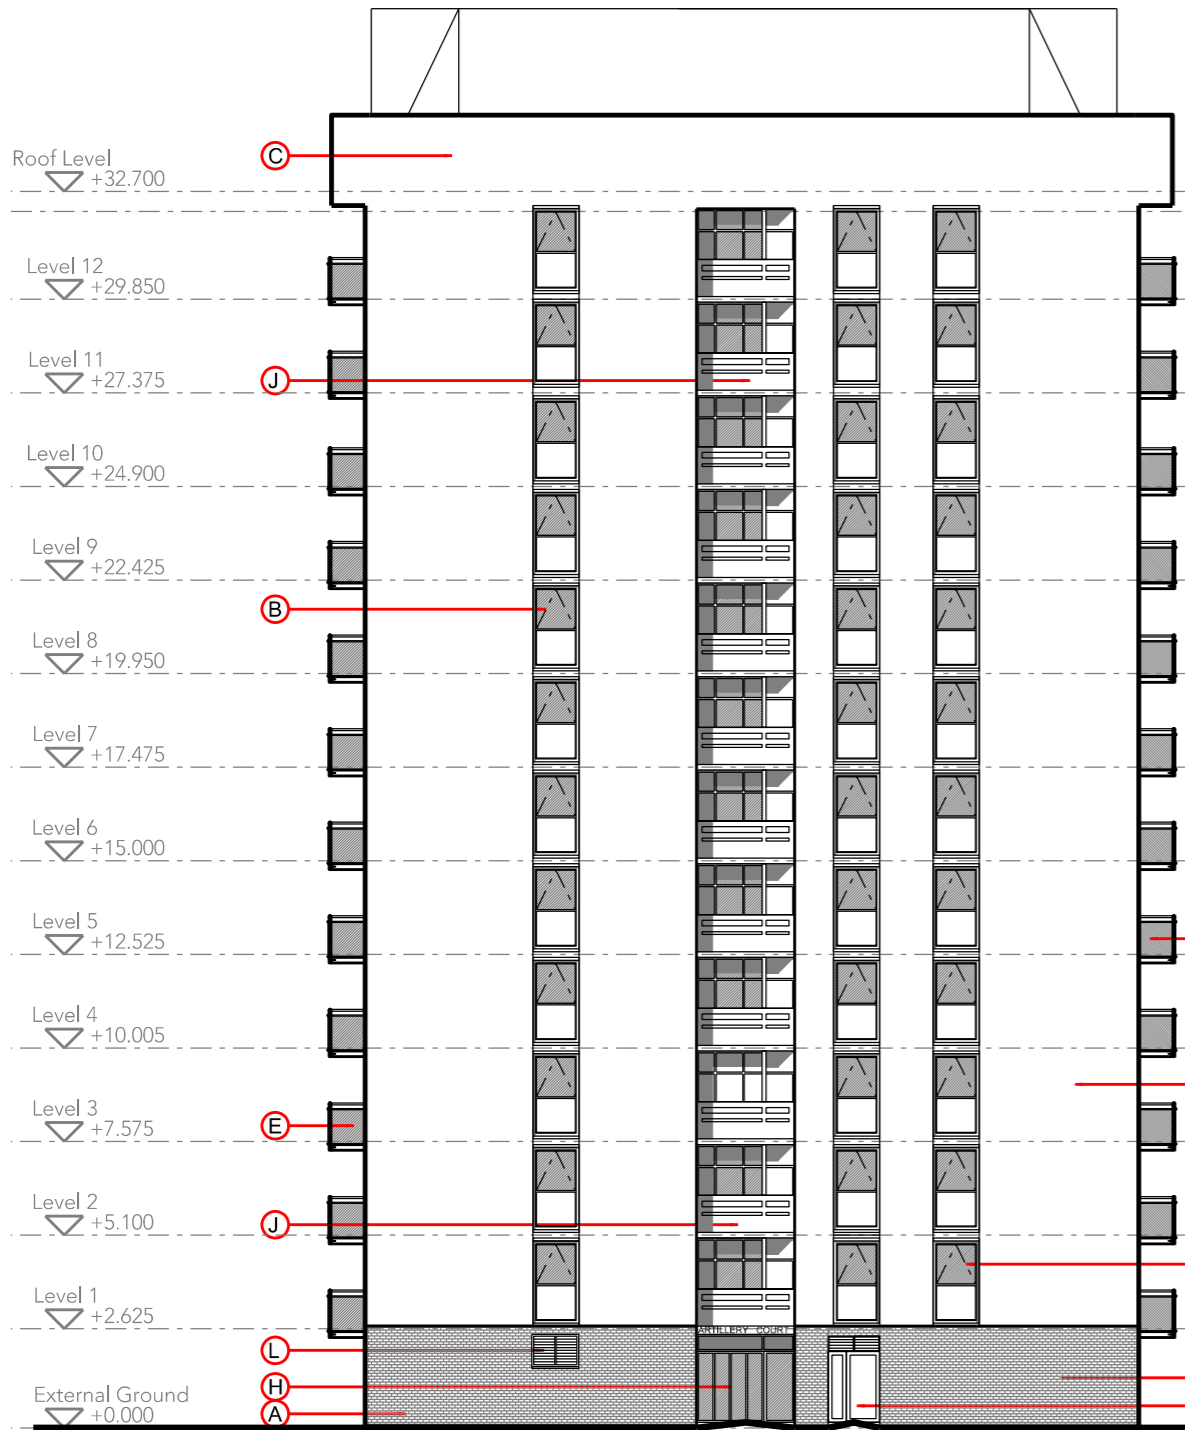 C
Roof Level
+32.700
Level 12
+29.850
Level 11
+27.375
J
Level 10
+24.900
Level 9
+22.425
B
Level 8
+19.950
Level 7
+17.475
Level 6
+15.000
Level 5
+12.525
Level 4
+10.005
Level 3
+7.575
E
Level 2
+5.100
J
Level 1
+2.625
ARTILLERY COURT
L
H
External Ground
+0.000
A